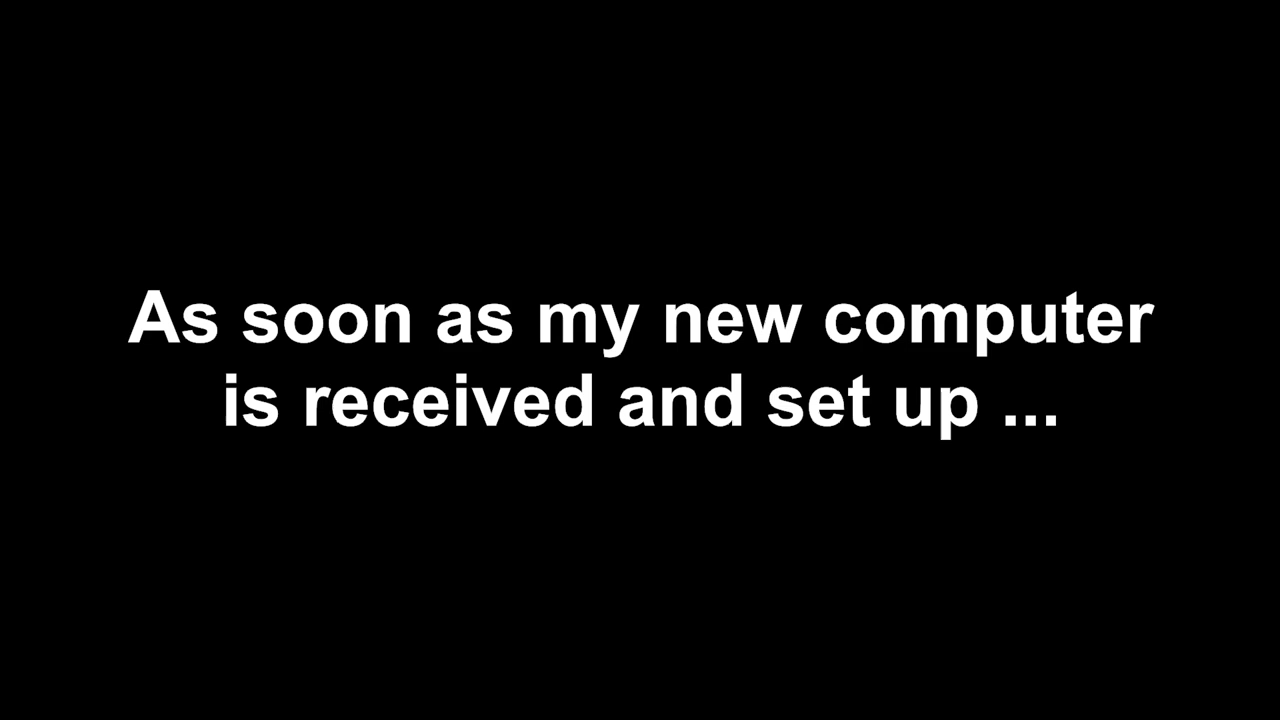 As soon as my new computer
is received and set up ...